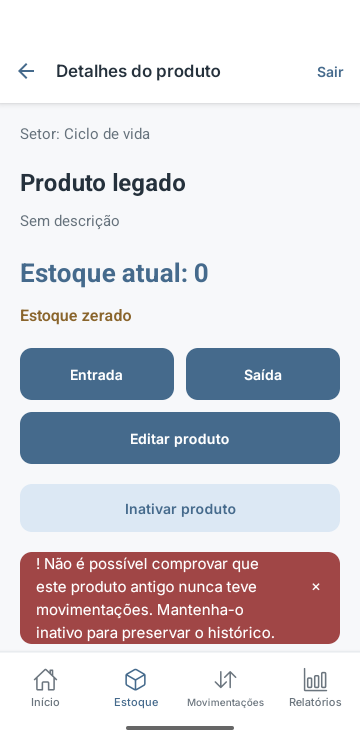 Detalhes do produto
Sair
Setor: Ciclo de vida
Produto legado
Sem descrição
Estoque atual: 0
Estoque zerado
Entrada
Saída
Editar produto
Inativar produto
! Não é possível comprovar que
este produto antigo nunca teve
movimentações. Mantenha-o
inativo para preservar o histórico.
×
Início
Estoque
Movimentações
Relatórios